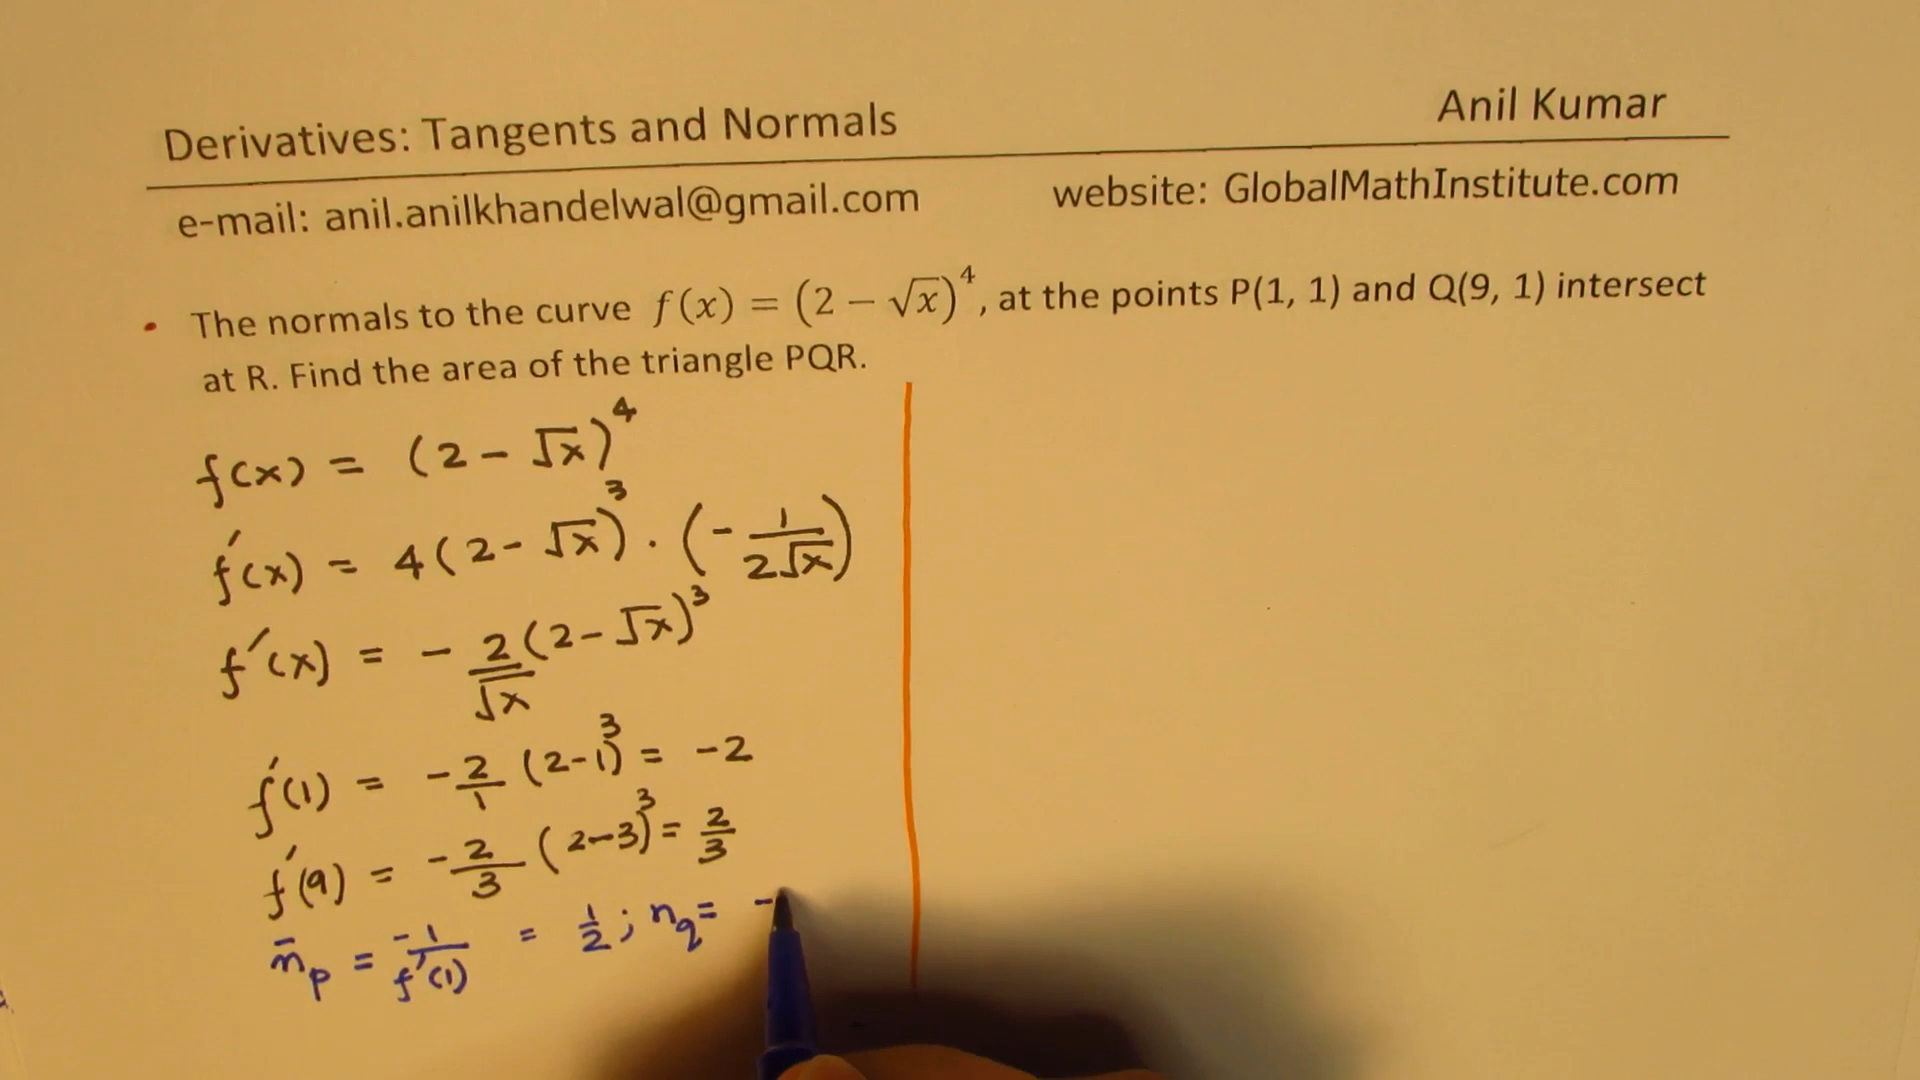 Derivatives: Tangents and Normals
Anil Kumar
e-mail: anil.anilkhandelwal@gmail.com
website: GlobalMathInstitute.com
• The normals to the curve f(x) = (2 − √x)⁴, at the points P(1, 1) and Q(9, 1) intersect
at R. Find the area of the triangle PQR.
f(x) = (2 − √x)⁴
f′(x) = 4(2 − √x)³ · (− 1/(2√x))
f′(x) = − 2/√x (2 − √x)³
f′(1) = −2/1 (2−1)³ = −2
f′(9) = −2/3 (2−3)³ = 2/3
n̄ₚ = −1/f′(1) = 1/2 ; n_q = −